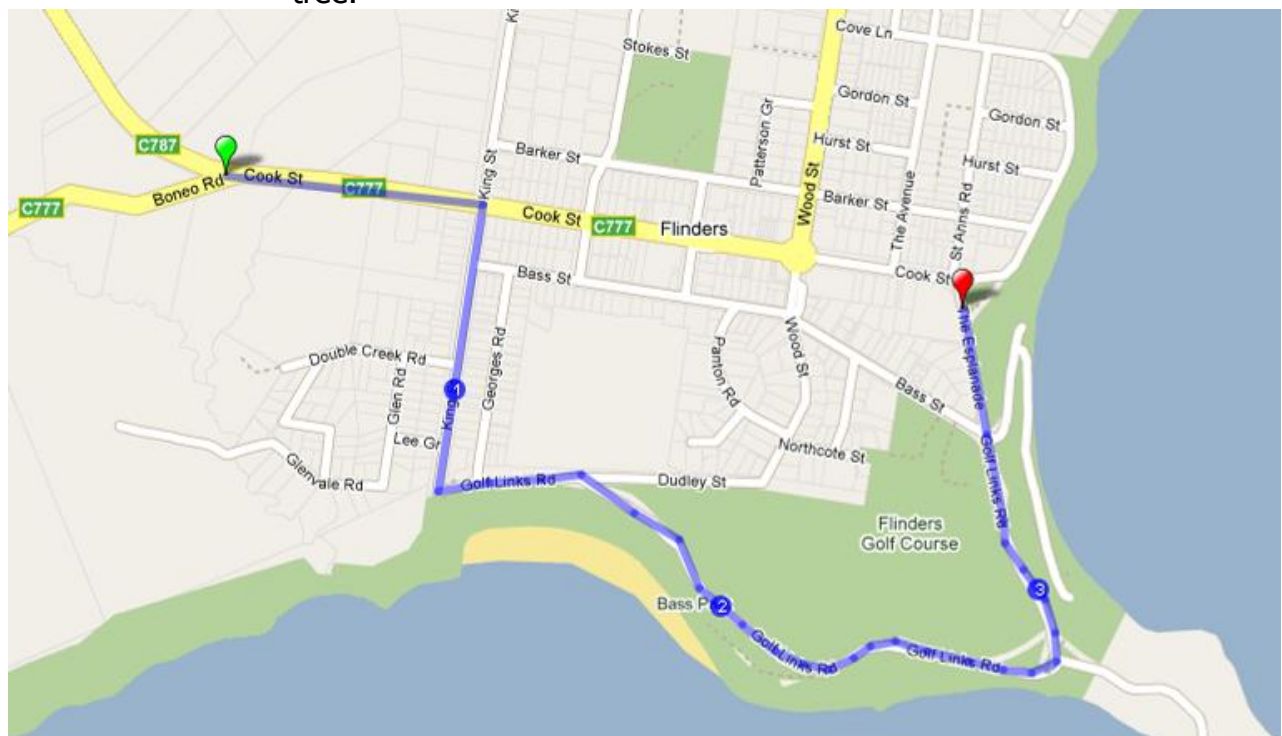 tree.
Cove Ln
Stokes St
Gordon St
Patterson Gr
Gordon St
C787
Hurst St
Barker St
Hurst St
Cook St
C777
King St
Wood St
Barker St
The Avenue
St Anns Rd
Boneo Rd
C777
Cook St
C777
Flinders
Bass St
Cook St
The Esplanade
Wood St
Double Creek Rd
Georges Rd
Panton Rd
Glen Rd
1
King
Bass St
Lee Gr
Northcote St
Glenvale Rd
Golf Links Rd
Dudley St
Golf Links Rd
Flinders
Golf Course
3
Bass P
2
Golf Links Rd
Golf Links Rd